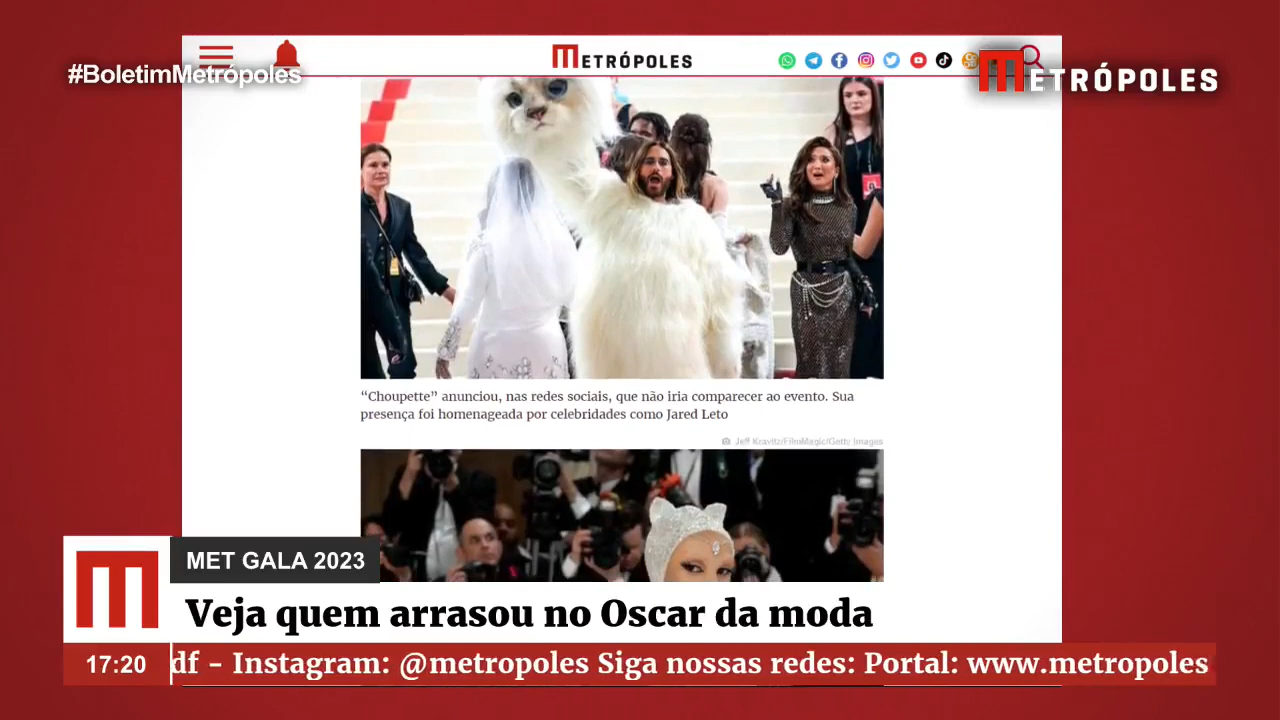 METRÓPOLES
#BoletimMetrópoles
METRÓPOLES
“Choupette” anunciou, nas redes sociais, que não iria comparecer ao evento. Sua
presença foi homenageada por celebridades como Jared Leto
Jeff Kravitz/FilmMagic/Getty Images
MET GALA 2023
Veja quem arrasou no Oscar da moda
17:20
df - Instagram: @metropoles Siga nossas redes: Portal: www.metropoles